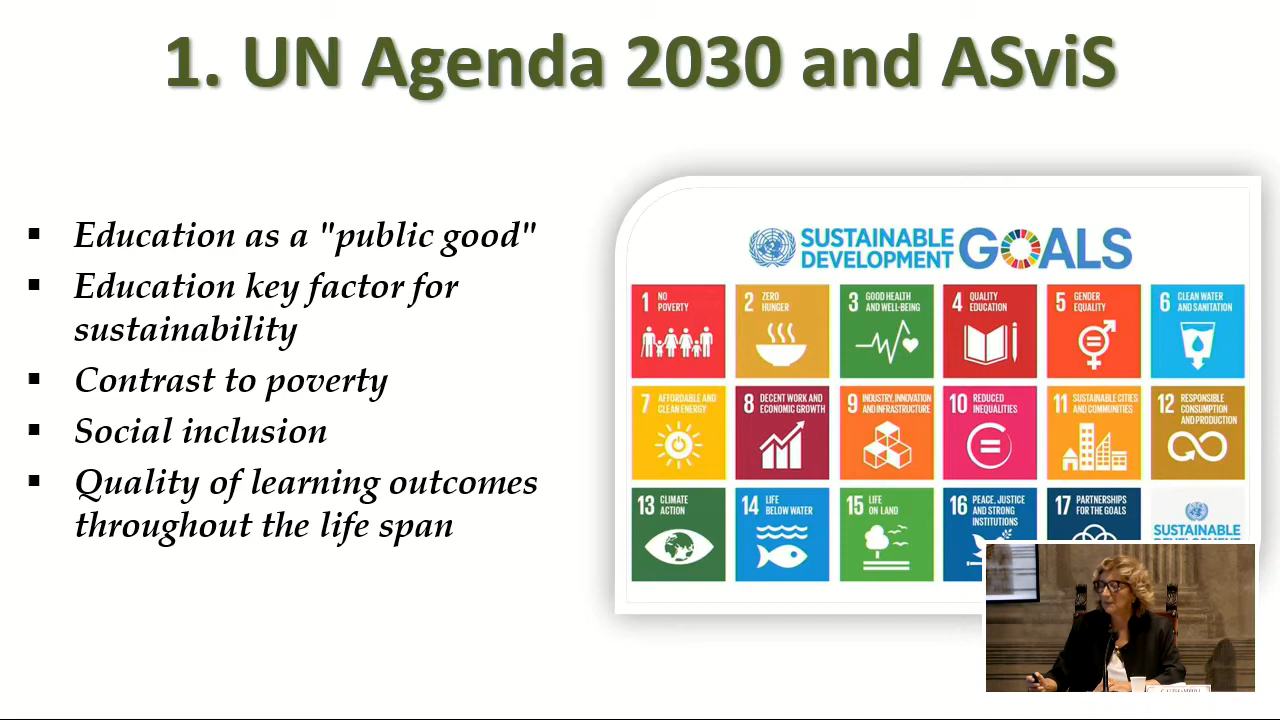 1. UN Agenda 2030 and ASviS
▪ Education as a "public good"
▪ Education key factor for
sustainability
▪ Contrast to poverty
▪ Social inclusion
▪ Quality of learning outcomes
throughout the life span
SUSTAINABLE
DEVELOPMENT
GOALS
1 NO
POVERTY
2 ZERO
HUNGER
3 GOOD HEALTH
AND WELL-BEING
4 QUALITY
EDUCATION
5 GENDER
EQUALITY
6 CLEAN WATER
AND SANITATION
7 AFFORDABLE AND
CLEAN ENERGY
8 DECENT WORK AND
ECONOMIC GROWTH
9 INDUSTRY, INNOVATION
AND INFRASTRUCTURE
10 REDUCED
INEQUALITIES
11 SUSTAINABLE CITIES
AND COMMUNITIES
12 RESPONSIBLE
CONSUMPTION
AND PRODUCTION
13 CLIMATE
ACTION
14 LIFE
BELOW WATER
15 LIFE
ON LAND
16 PEACE, JUSTICE
AND STRONG
INSTITUTIONS
17 PARTNERSHIPS
FOR THE GOALS
SUSTAINABLE